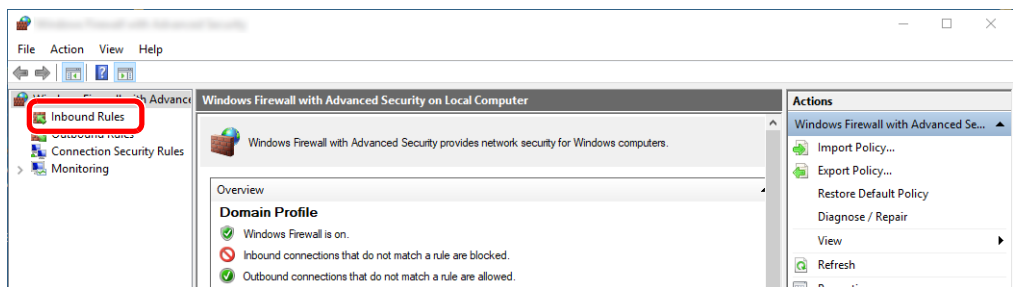 File Action View Help
Inbound Rules
Connection Security Rules
Monitoring
Windows Firewall with Advanced Security on Local Computer
Windows Firewall with Advanced Security provides network security for Windows computers.
Overview
Domain Profile
Windows Firewall is on.
Inbound connections that do not match a rule are blocked.
Outbound connections that do not match a rule are allowed.
Actions
Windows Firewall with Advanced Se...
Import Policy...
Export Policy...
Restore Default Policy
Diagnose / Repair
View
Refresh